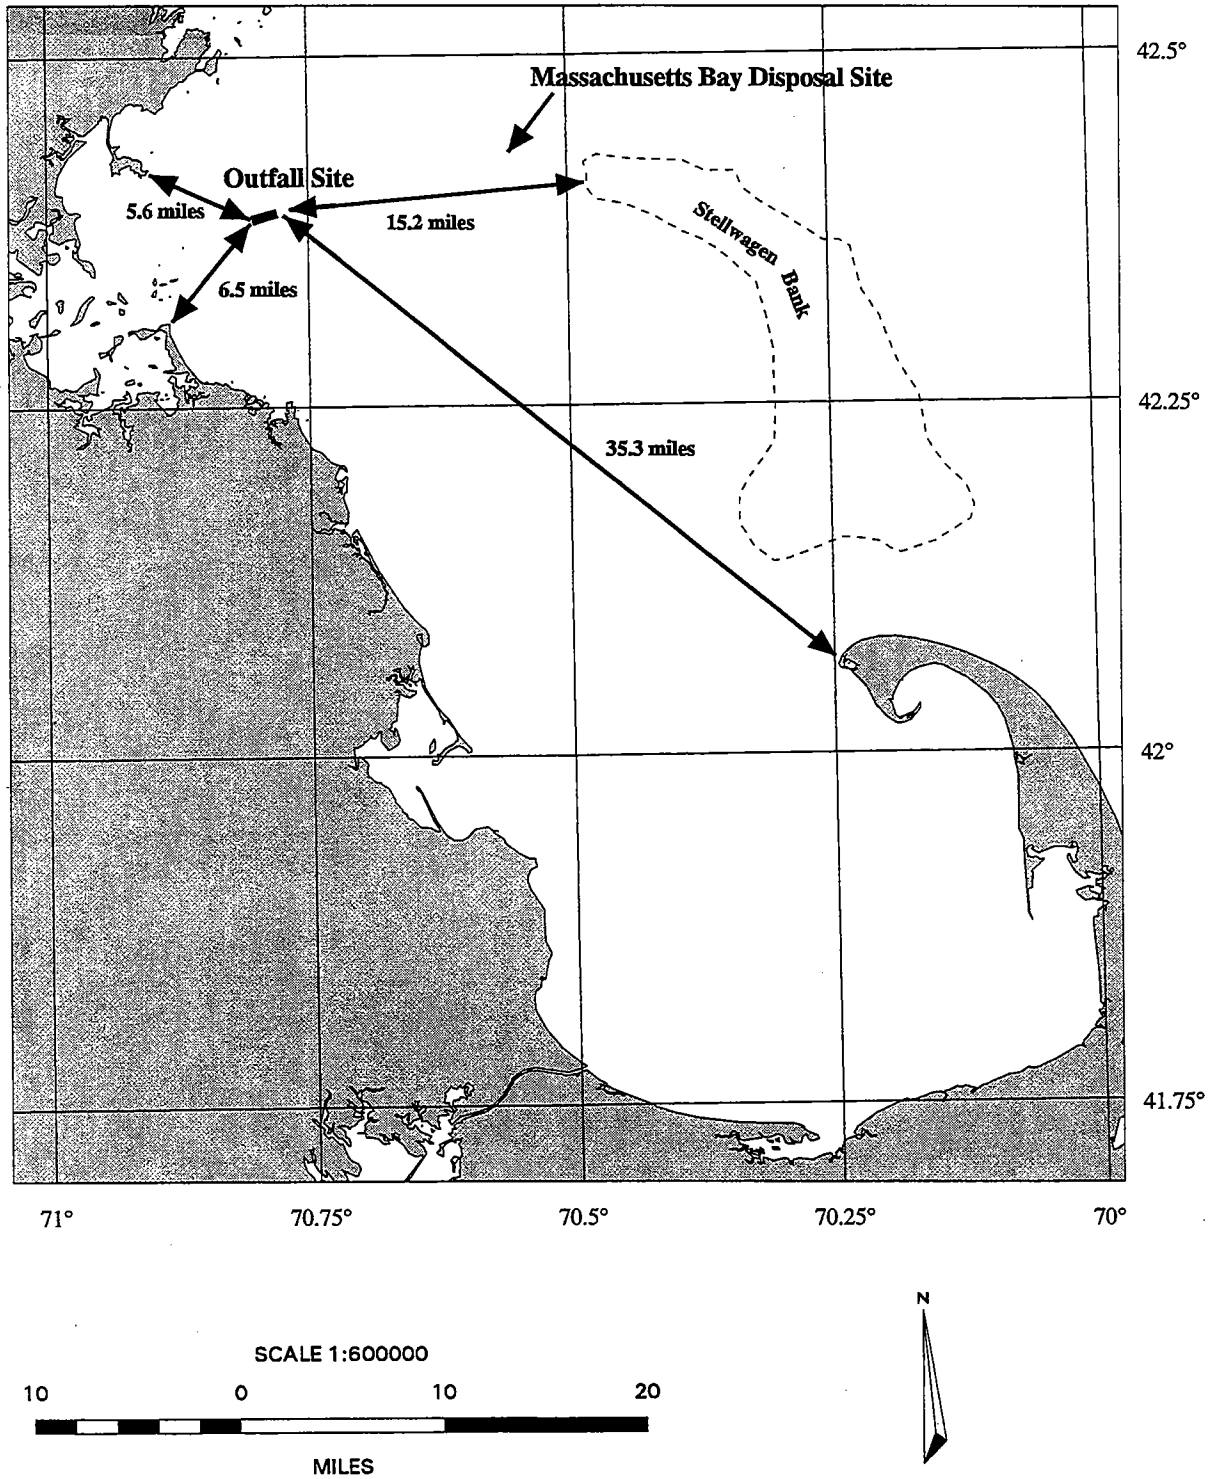 42.5°
Massachusetts Bay Disposal Site
Outfall Site
5.6 miles
15.2 miles
Stellwagen Bank
6.5 miles
42.25°
35.3 miles
42°
41.75°
71° 70.75° 70.5° 70.25° 70°
N
SCALE 1:600000
10 0 10 20
MILES